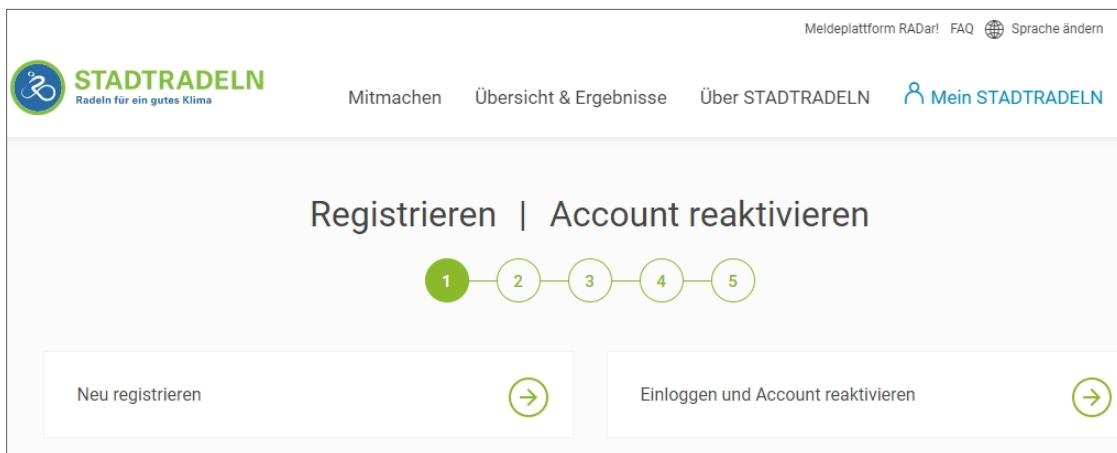 Meldeplattform RADar! FAQ Sprache ändern
STADTRADELN
Radeln für ein gutes Klima
Mitmachen Übersicht & Ergebnisse Über STADTRADELN Mein STADTRADELN
Registrieren | Account reaktivieren
1 2 3 4 5
Neu registrieren
Einloggen und Account reaktivieren